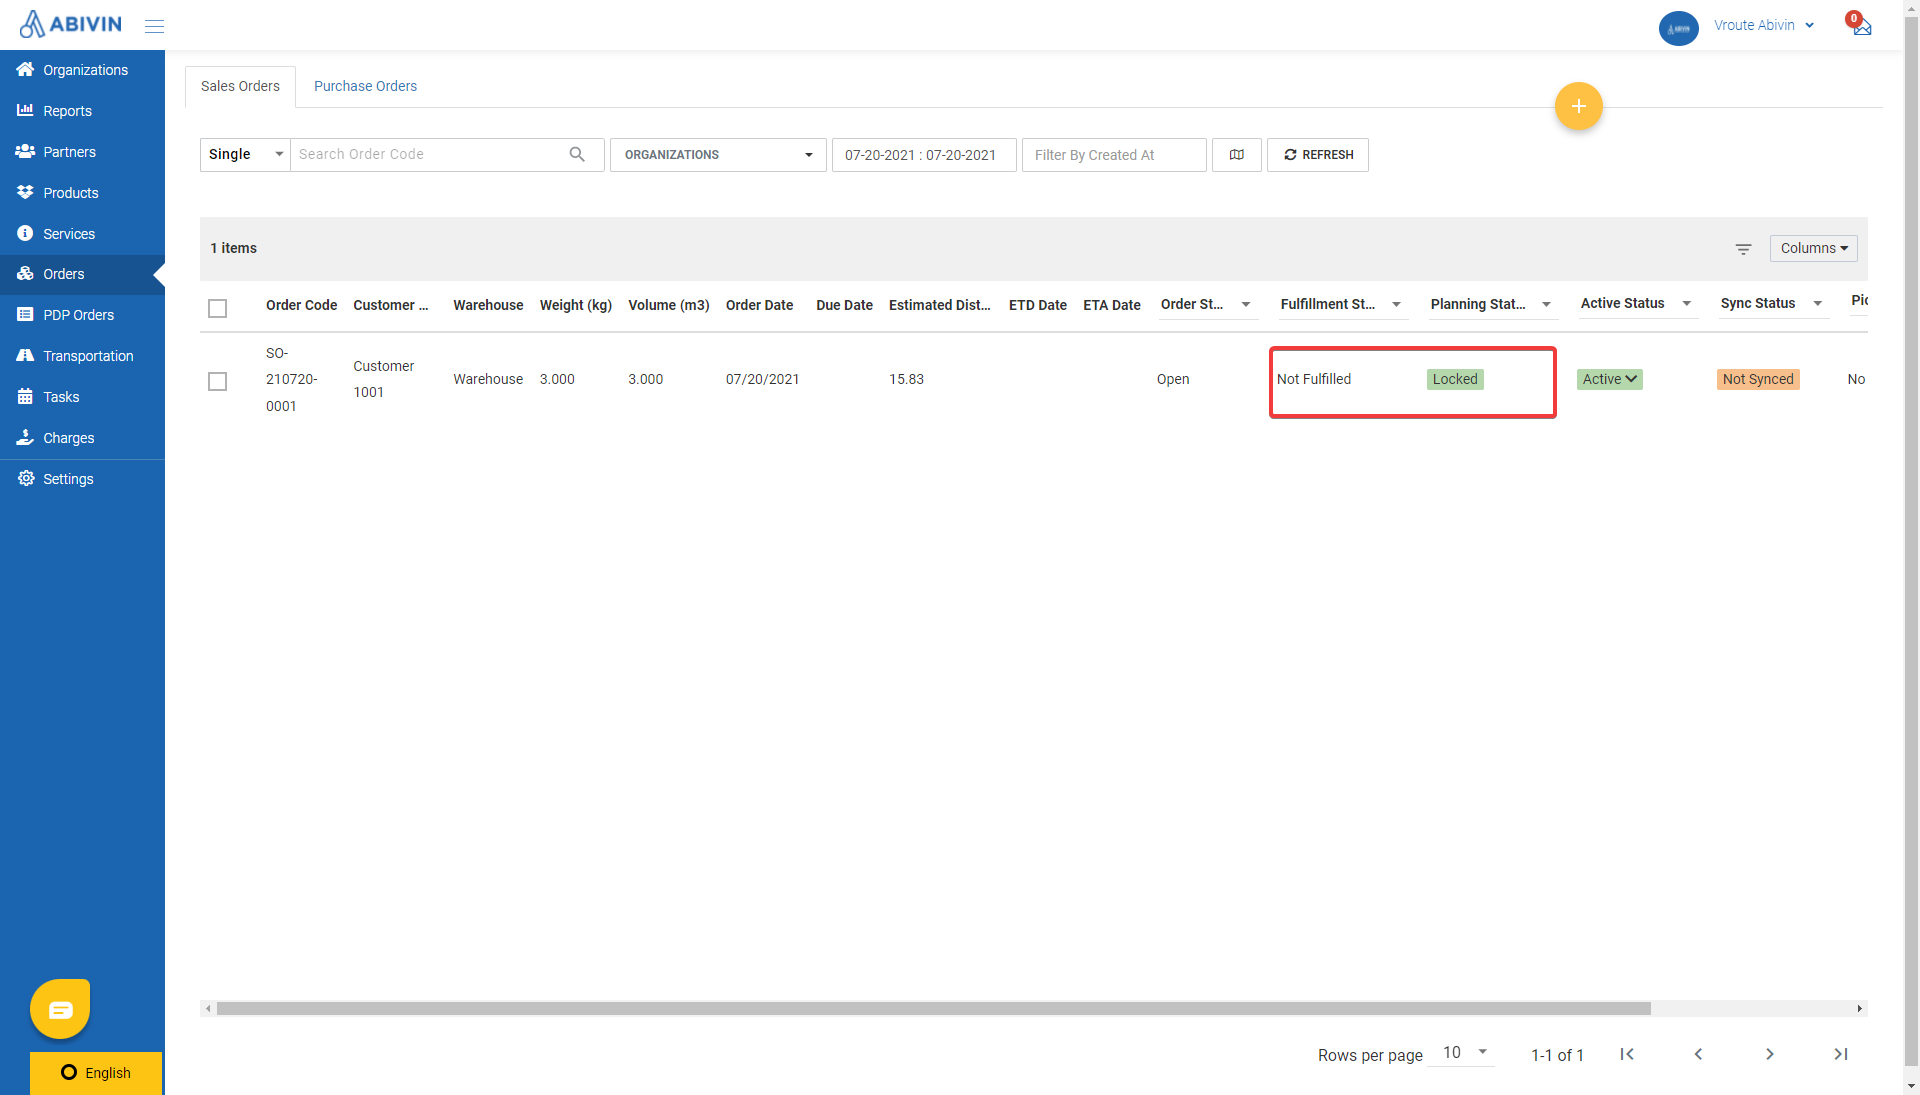 ABIVIN
Vroute Abivin
0
Organizations
Reports
Partners
Products
Services
Orders
PDP Orders
Transportation
Tasks
Charges
Settings
English
Sales Orders
Purchase Orders
+
Single
Search Order Code
ORGANIZATIONS
07-20-2021 : 07-20-2021
Filter By Created At
REFRESH
1 items
Columns
Order Code Customer ... Warehouse Weight (kg) Volume (m3) Order Date Due Date Estimated Dist... ETD Date ETA Date Order St... Fulfillment St... Planning Stat... Active Status Sync Status Pic
SO-
210720-
0001
Customer
1001
Warehouse 3.000 3.000 07/20/2021 15.83 Open Not Fulfilled Locked Active Not Synced No
Rows per page 10 1-1 of 1